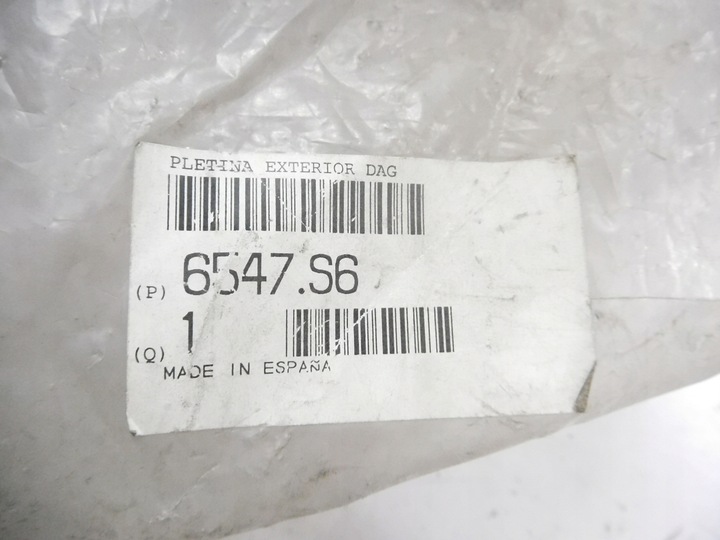 PLETINA EXTERIOR DAG
(P) 6547.S6
(Q) 1
MADE IN ESPAÑA